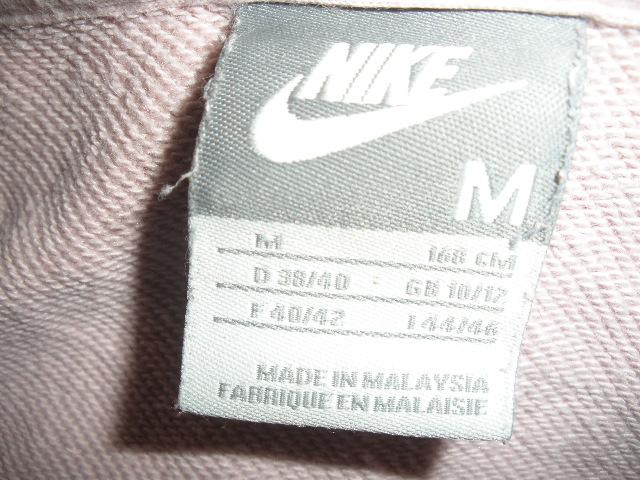 NIKE
M
M 168 CM
D 38/40 GB 10/12
F 40/42 I 44/46
MADE IN MALAYSIA
FABRIQUE EN MALAISIE